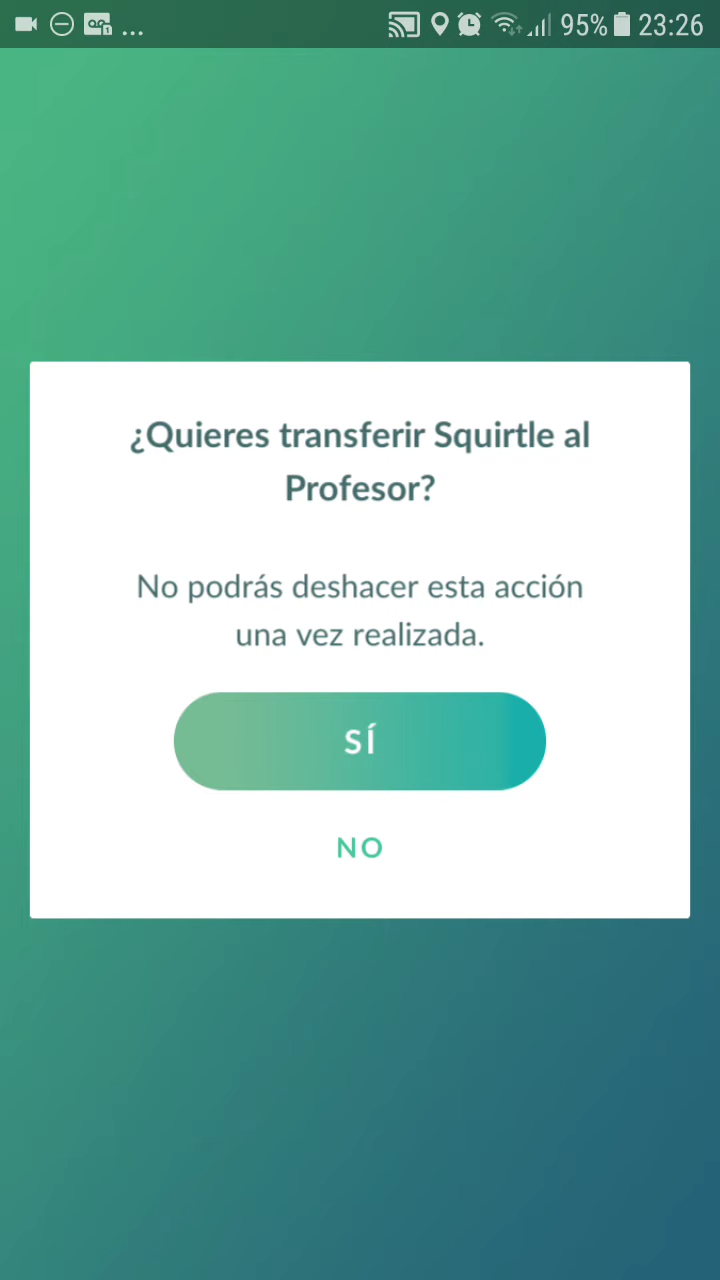 ... 95% 23:26
¿Quieres transferir Squirtle al
Profesor?
No podrás deshacer esta acción
una vez realizada.
SÍ
NO